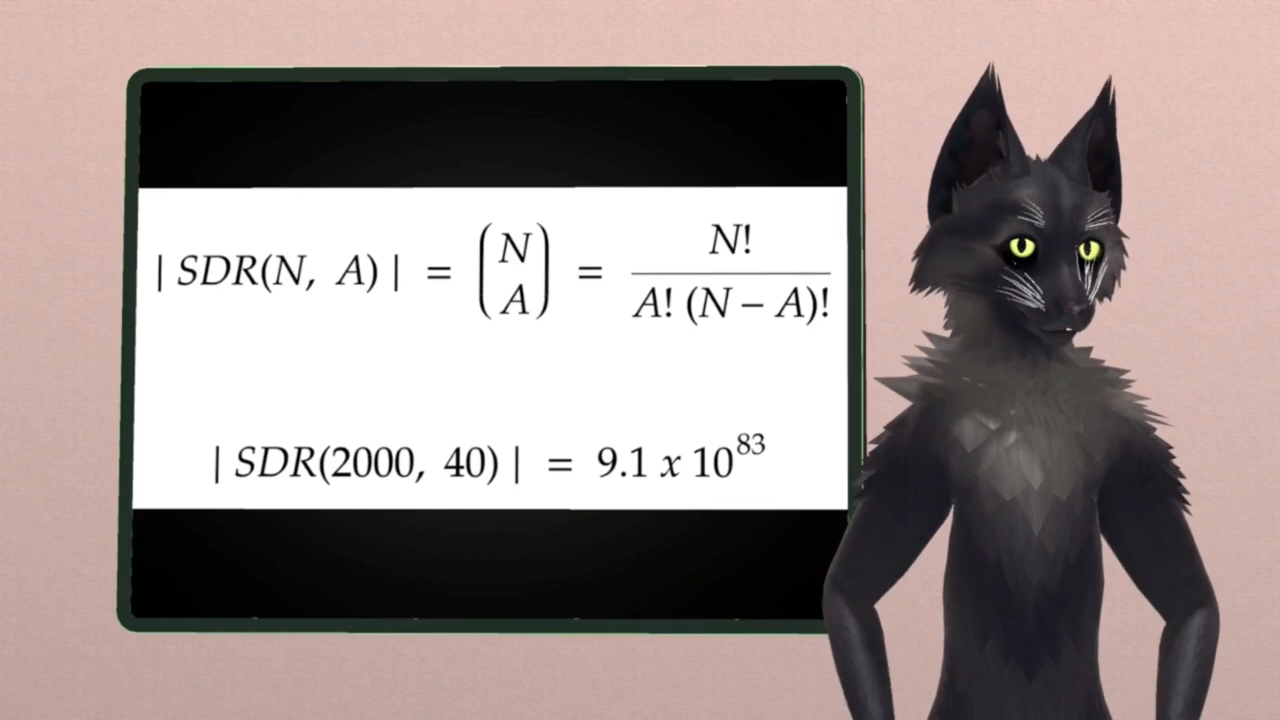 | SDR(N, A) | = (N A) = N! / A! (N − A)!
| SDR(2000, 40) | = 9.1 x 10^83